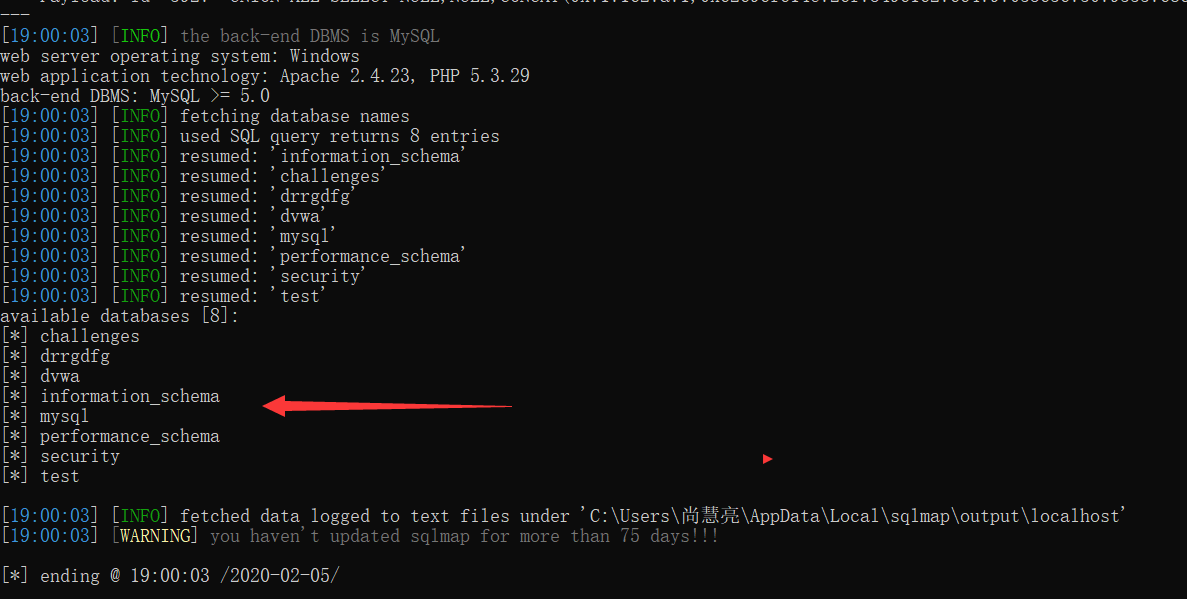 ---
[19:00:03] [INFO] the back-end DBMS is MySQL
web server operating system: Windows
web application technology: Apache 2.4.23, PHP 5.3.29
back-end DBMS: MySQL >= 5.0
[19:00:03] [INFO] fetching database names
[19:00:03] [INFO] used SQL query returns 8 entries
[19:00:03] [INFO] resumed: 'information_schema'
[19:00:03] [INFO] resumed: 'challenges'
[19:00:03] [INFO] resumed: 'drrgdfg'
[19:00:03] [INFO] resumed: 'dvwa'
[19:00:03] [INFO] resumed: 'mysql'
[19:00:03] [INFO] resumed: 'performance_schema'
[19:00:03] [INFO] resumed: 'security'
[19:00:03] [INFO] resumed: 'test'
available databases [8]:
[*] challenges
[*] drrgdfg
[*] dvwa
[*] information_schema
[*] mysql
[*] performance_schema
[*] security
[*] test
[19:00:03] [INFO] fetched data logged to text files under 'C:\Users\尚慧亮\AppData\Local\sqlmap\output\localhost'
[19:00:03] [WARNING] you haven't updated sqlmap for more than 75 days!!!
[*] ending @ 19:00:03 /2020-02-05/